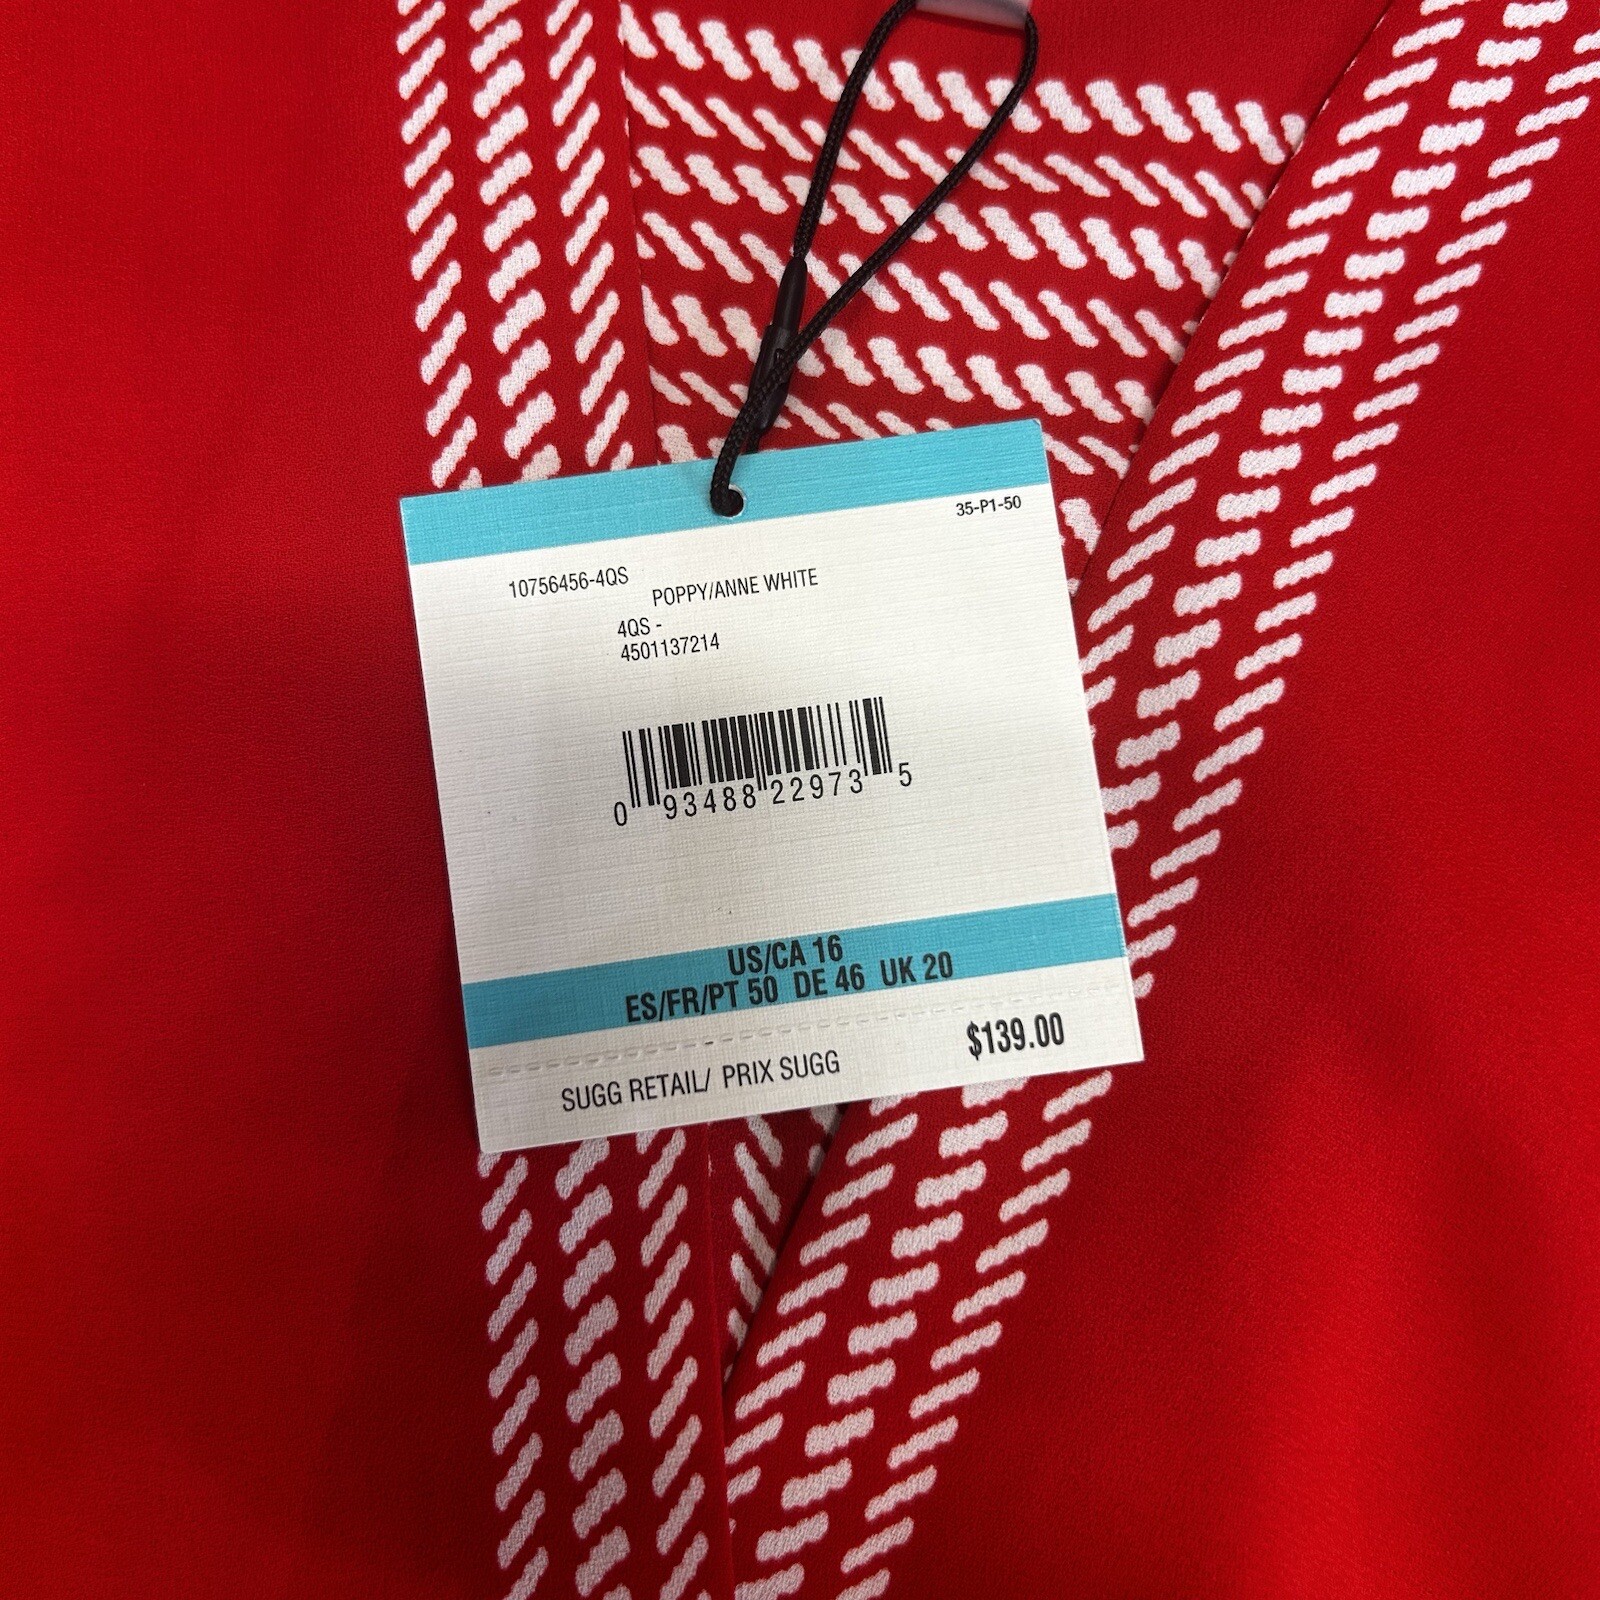 35-P1-50
10756456-4QS
POPPY/ANNE WHITE
4QS -
4501137214
0 93488 22973 5
US/CA 16
ES/FR/PT 50 DE 46 UK 20
$139.00
SUGG RETAIL/ PRIX SUGG